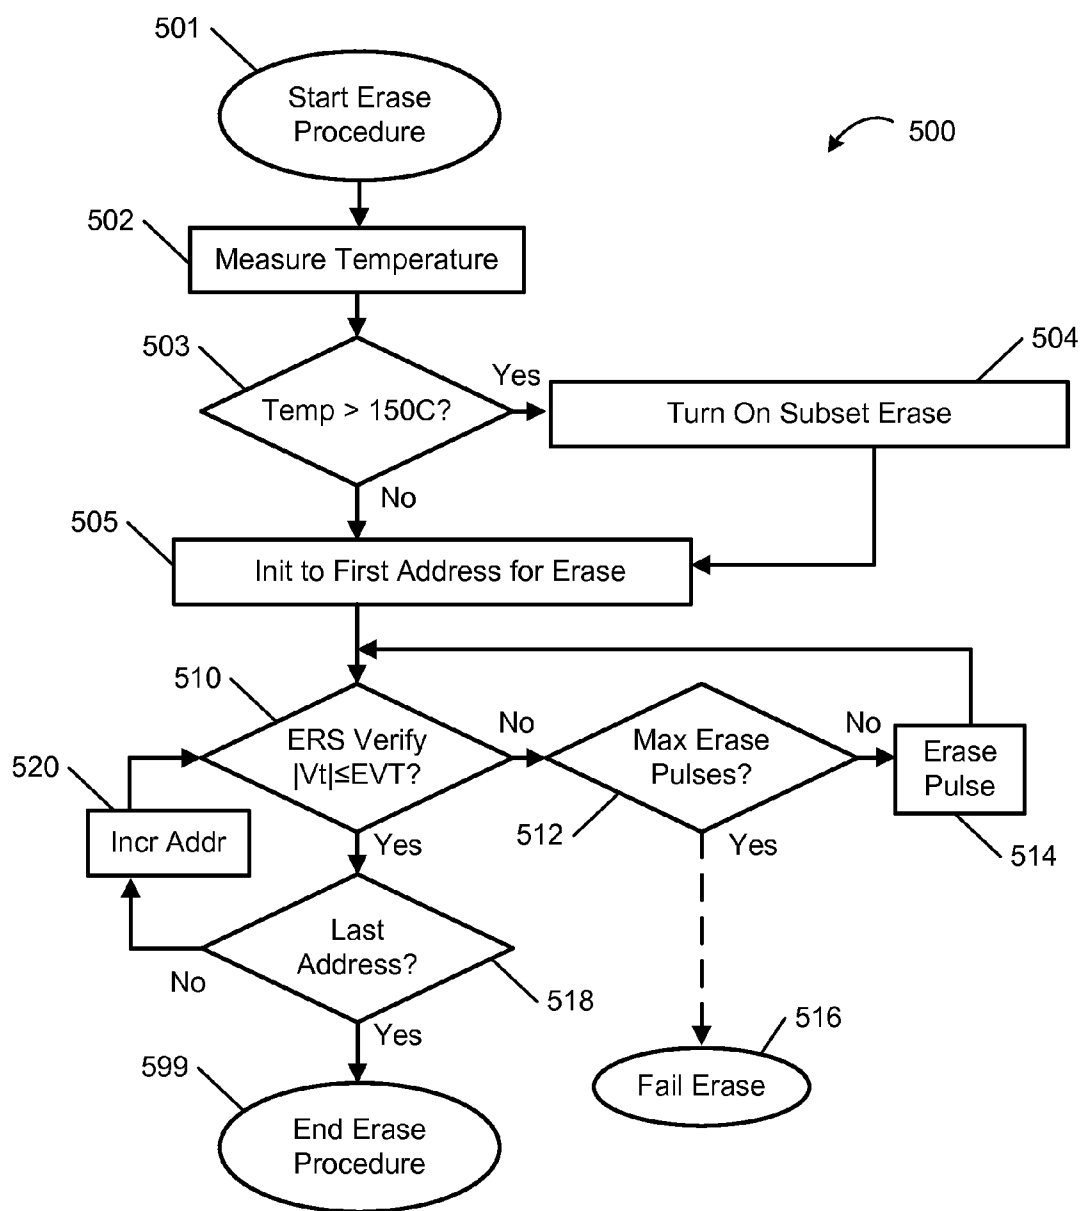 501
Start Erase
Procedure
500
502
Measure Temperature
503
Temp > 150C?
Yes
504
Turn On Subset Erase
No
505
Init to First Address for Erase
510
ERS Verify
|Vt|≤EVT?
No
Max Erase
Pulses?
No
Erase
Pulse
520
Incr Addr
512
514
Yes
Yes
Last
Address?
No
518
Yes
516
Fail Erase
599
End Erase
Procedure